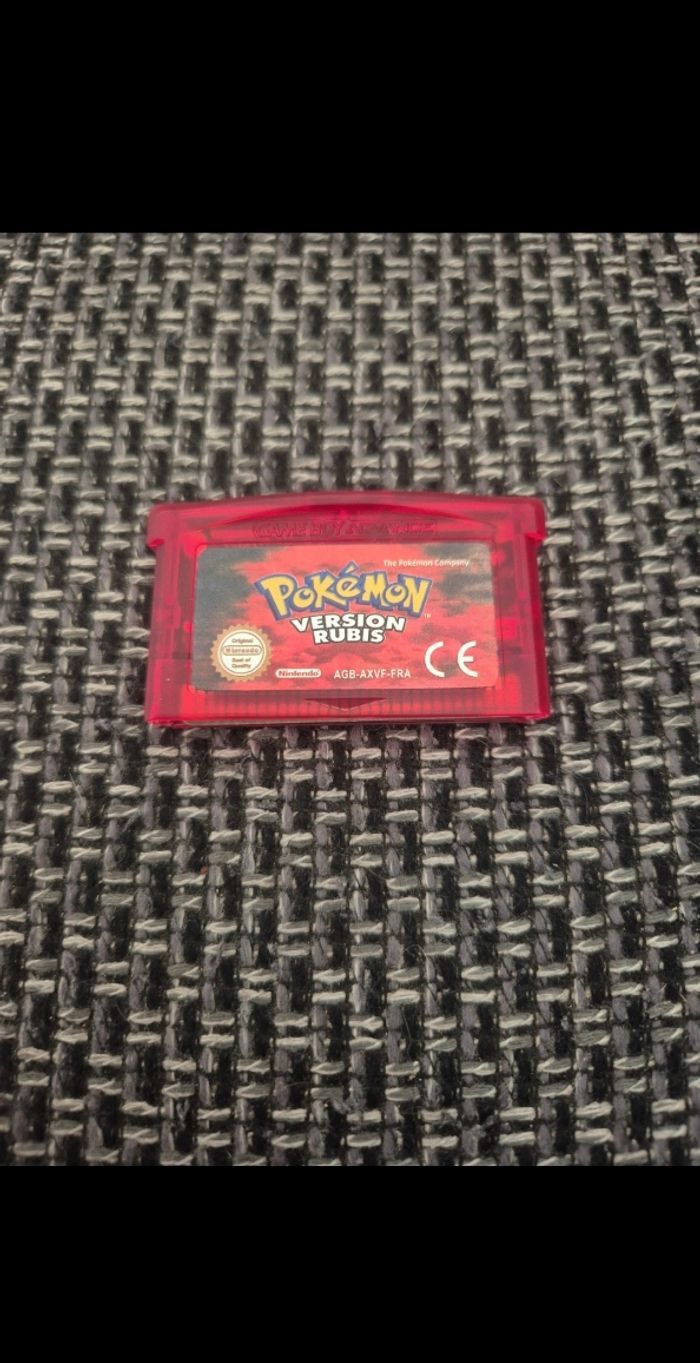 GAME BOY ADVANCE
The Pokémon Company
POKéMON
™
VERSION
RUBIS
Original
Nintendo
Seal of
Quality
Nintendo
AGB-AXVF-FRA
CE